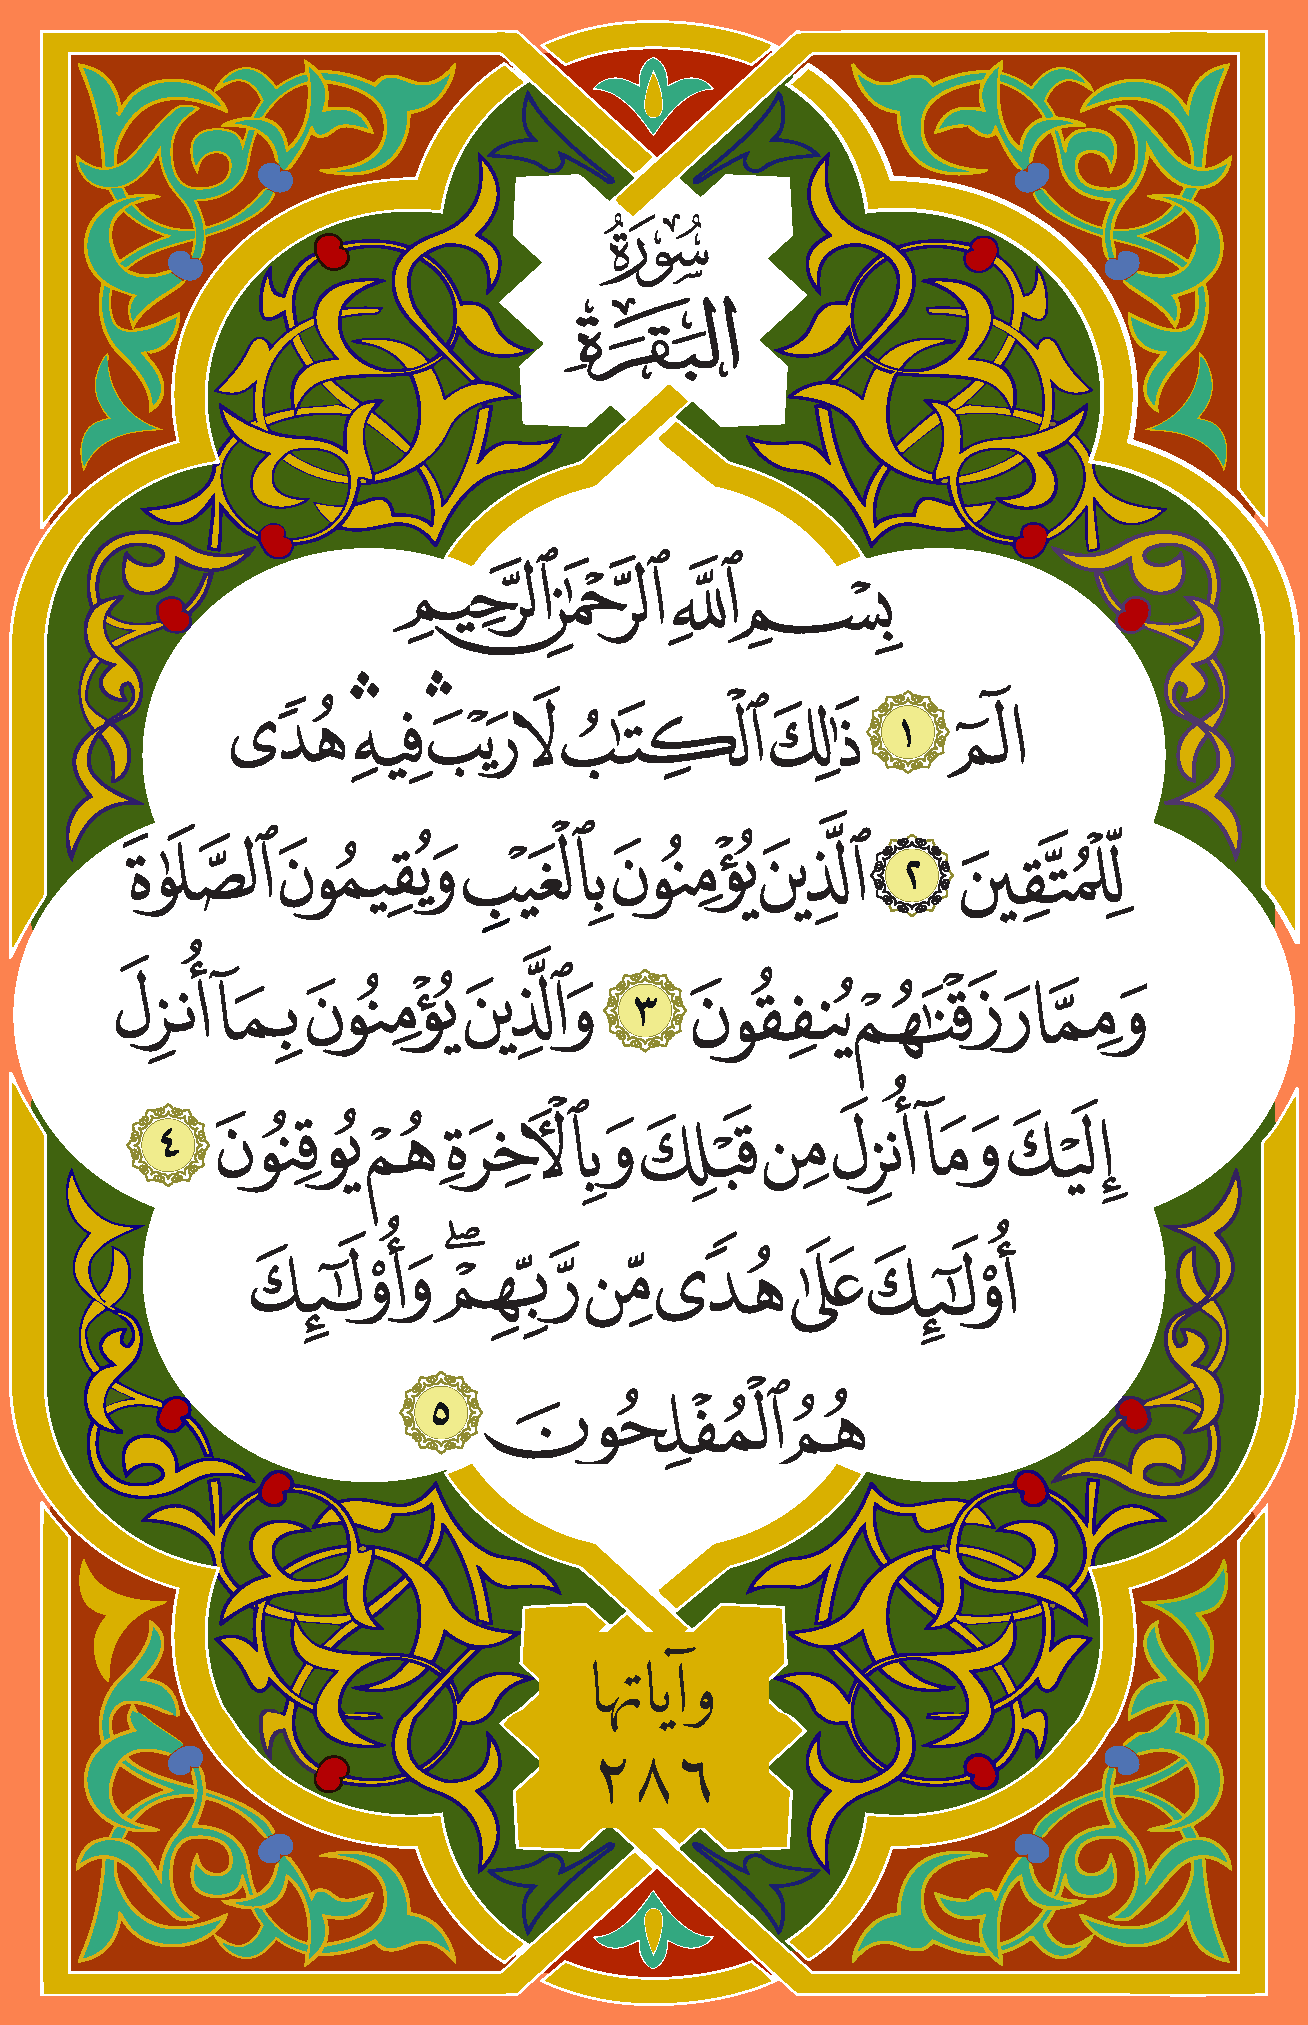 سُورَةُ
البَقَرَةِ
بِسْمِ ٱللَّهِ ٱلرَّحْمَٰنِ ٱلرَّحِيمِ
الٓمٓ ١ ذَٰلِكَ ٱلْكِتَٰبُ لَا رَيْبَ ۛ فِيهِ ۛ هُدًى
لِّلْمُتَّقِينَ ٢ ٱلَّذِينَ يُؤْمِنُونَ بِٱلْغَيْبِ وَيُقِيمُونَ ٱلصَّلَوٰةَ
وَمِمَّا رَزَقْنَٰهُمْ يُنفِقُونَ ٣ وَٱلَّذِينَ يُؤْمِنُونَ بِمَآ أُنزِلَ
إِلَيْكَ وَمَآ أُنزِلَ مِن قَبْلِكَ وَبِٱلْأَخِرَةِ هُمْ يُوقِنُونَ ٤
أُوْلَٰٓئِكَ عَلَىٰ هُدًى مِّن رَّبِّهِمْ ۖ وَأُوْلَٰٓئِكَ
هُمُ ٱلْمُفْلِحُونَ ٥
وآياتها
٢٨٦